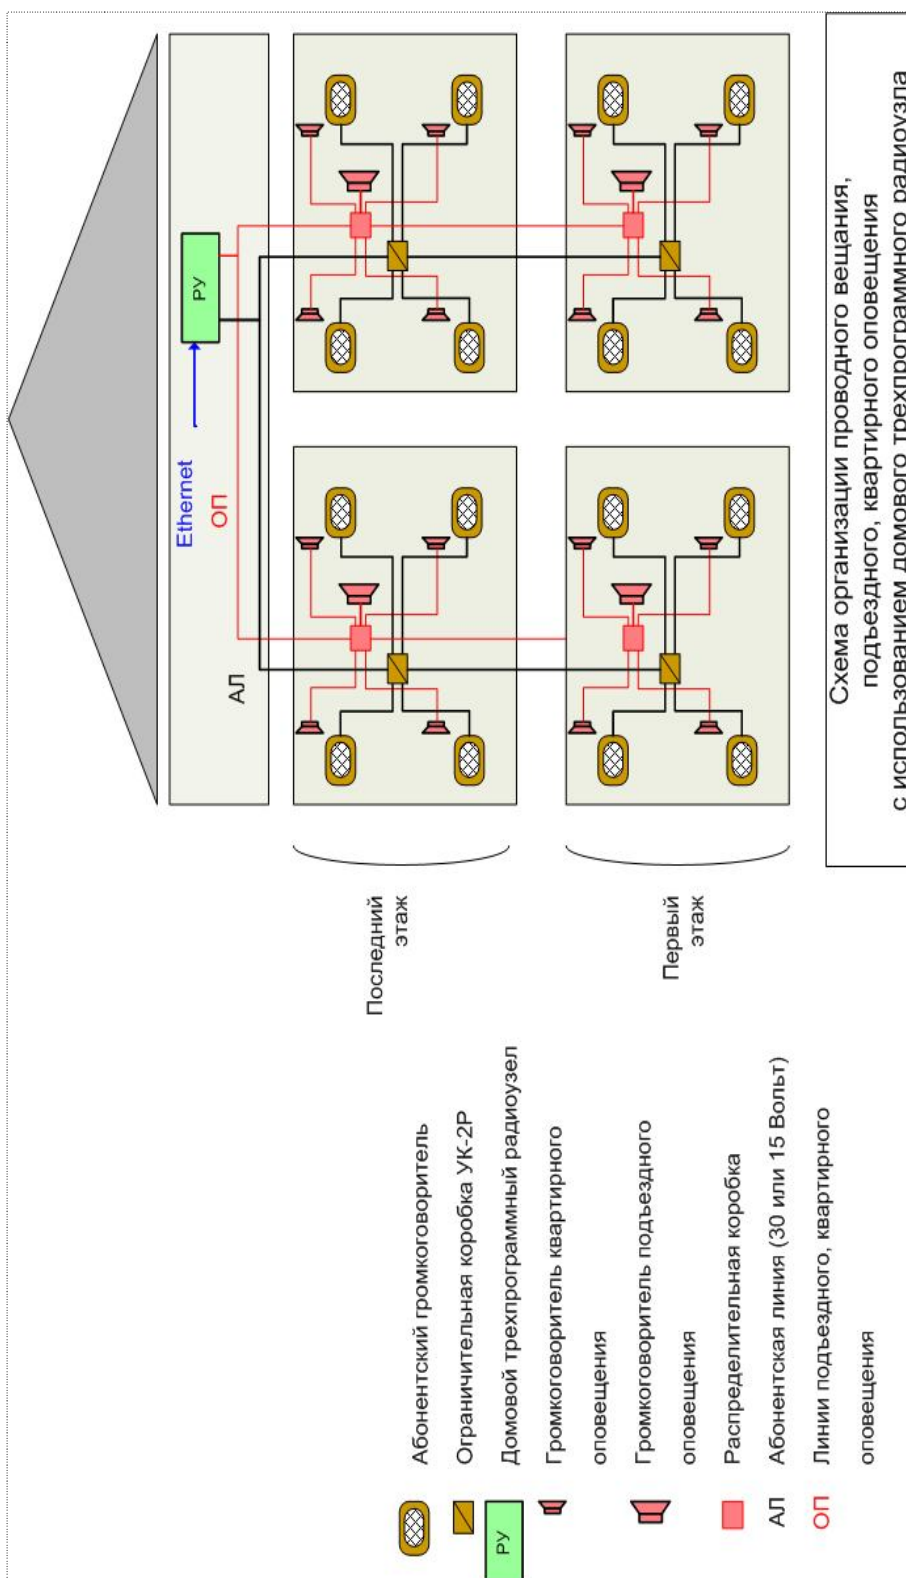 РУ
Ethernet
ОП
АЛ
Последний
этаж
Первый
этаж
Абонентский громкоговоритель
Ограничительная коробка УК-2Р
РУ
Домовой трехпрограммный радиоузел
Громкоговоритель квартирного
оповещения
Громкоговоритель подъездного
оповещения
Распределительная коробка
АЛ
Абонентская линия (30 или 15 Вольт)
ОП
Линии подъездного, квартирного
оповещения
Схема организации проводного вещания,
подъездного, квартирного оповещения
с использованием домового трехпрограммного радиоузла